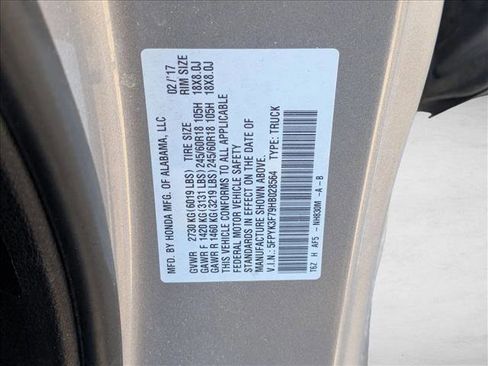 MFD. BY HONDA MFG. OF ALABAMA, LLC 02 / '17
TIRE SIZE RIM SIZE
GVWR 2730 KG (6019 LBS)
GAWR F 1420 KG (3131 LBS) 245/60R18 105H 18X8.0J
GAWR R 1460 KG (3219 LBS) 245/60R18 105H 18X8.0J
THIS VEHICLE CONFORMS TO ALL APPLICABLE
FEDERAL MOTOR VEHICLE SAFETY
STANDARDS IN EFFECT ON THE DATE OF
MANUFACTURE SHOWN ABOVE.
V.I.N.: 5FPYK3F79HB028564 TYPE: TRUCK
T6Z H AF5 - NH830M -A -B